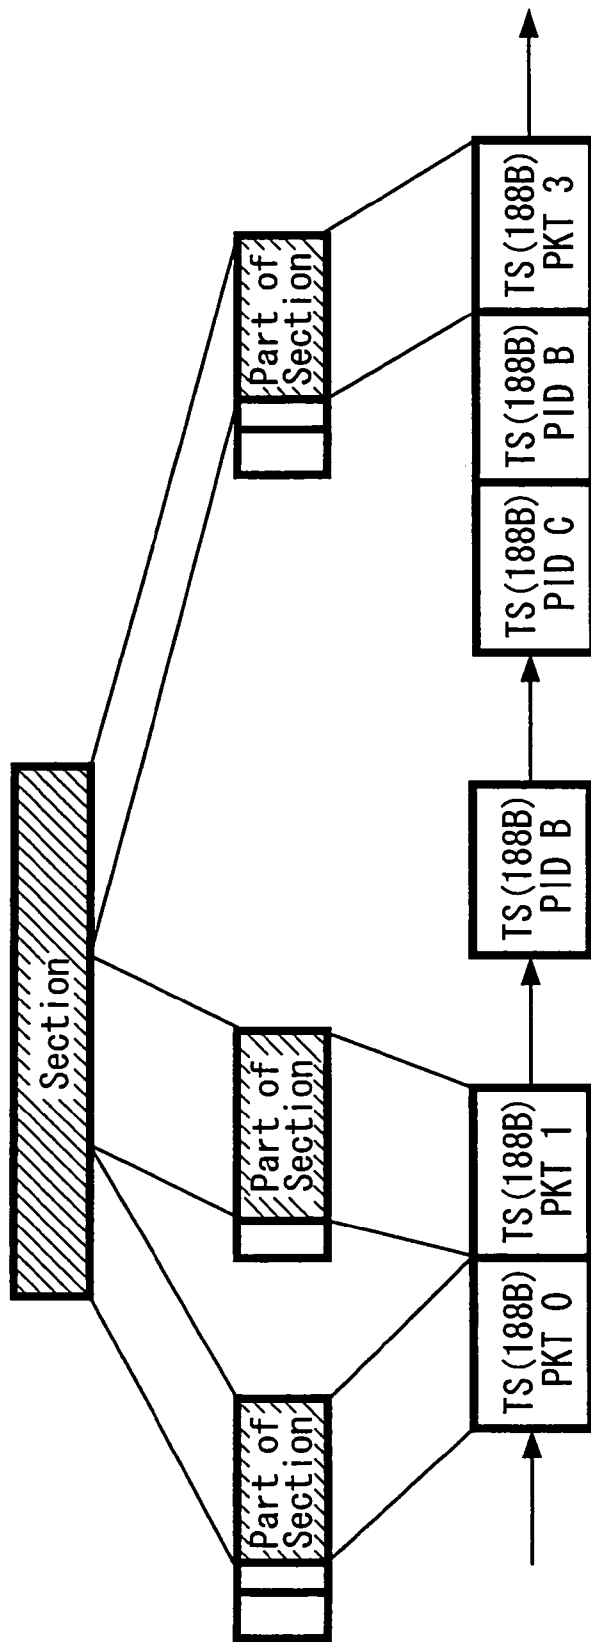 Section
Part of
Section
Part of
Section
Part of
Section
TS(188B)
PKT 0
TS(188B)
PKT 1
TS(188B)
PID B
TS(188B)
PID C
TS(188B)
PID B
TS(188B)
PKT 3